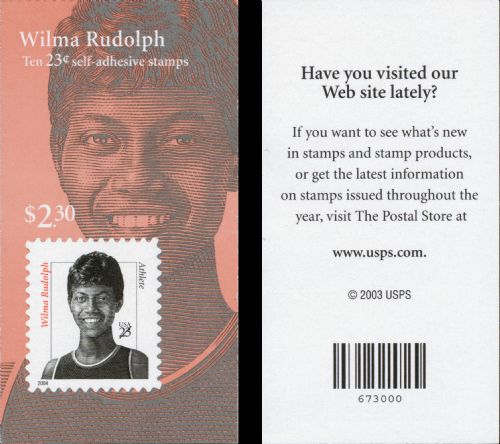 Wilma Rudolph
Ten 23¢ self-adhesive stamps
$2.30
Wilma Rudolph
Athlete
USA
23
2004
Have you visited our
Web site lately?
If you want to see what's new
in stamps and stamp products,
or get the latest information
on stamps issued throughout the
year, visit The Postal Store at
www.usps.com.
© 2003 USPS
673000